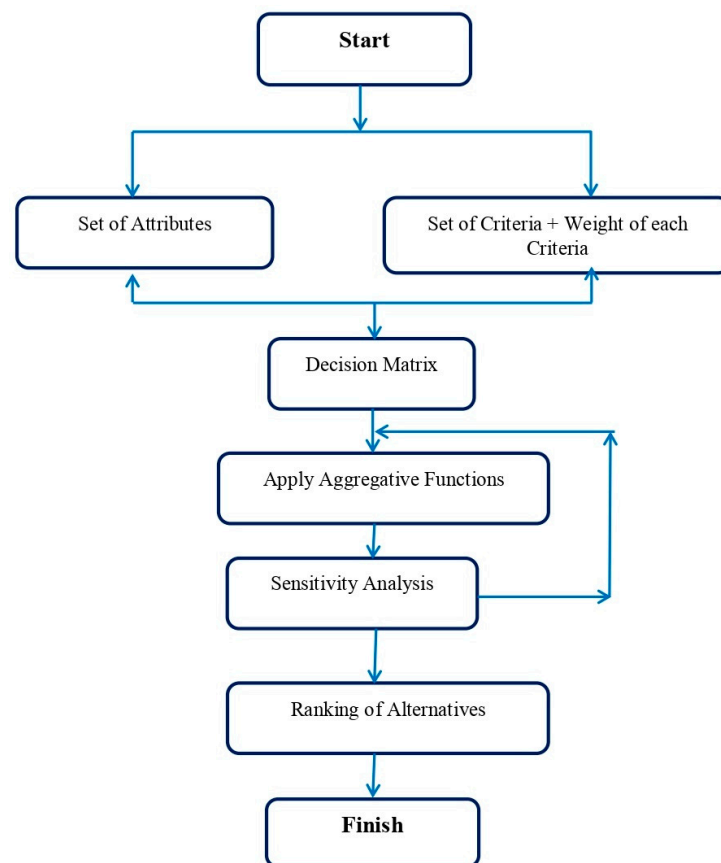 Start
Set of Attributes
Set of Criteria + Weight of each
Criteria
Decision Matrix
Apply Aggregative Functions
Sensitivity Analysis
Ranking of Alternatives
Finish